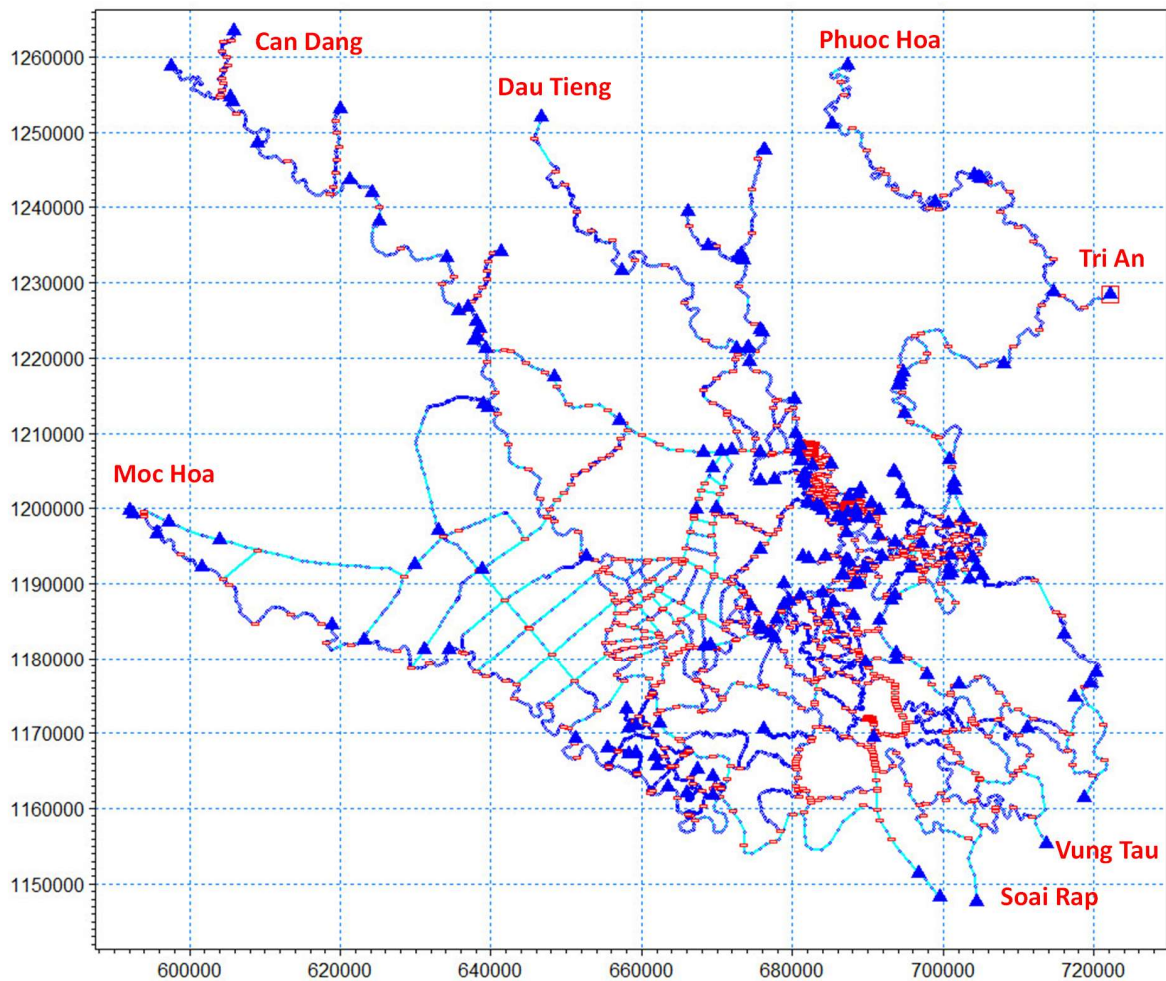 Can Dang
Phuoc Hoa
Dau Tieng
Tri An
Moc Hoa
Vung Tau
Soai Rap
1260000
1250000
1240000
1230000
1220000
1210000
1200000
1190000
1180000
1170000
1160000
1150000
600000 620000 640000 660000 680000 700000 720000